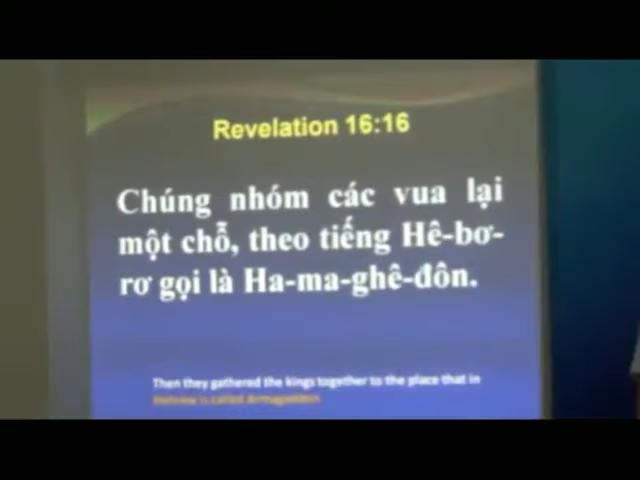 Revelation 16:16
Chúng nhóm các vua lại
một chỗ, theo tiếng Hê-bơ-
rơ gọi là Ha-ma-ghê-đôn.
Then they gathered the kings together to the place that in
Hebrew is called Armageddon